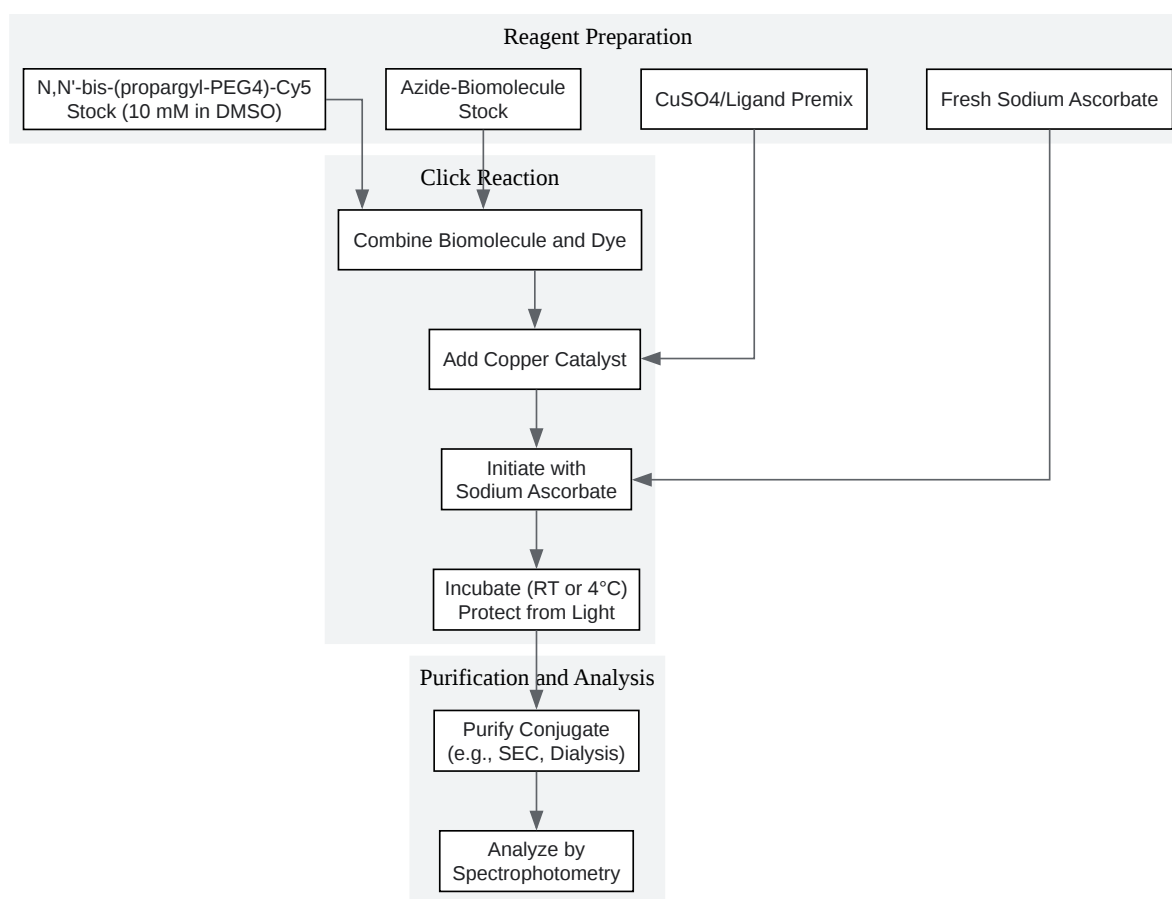 Reagent Preparation
N,N'-bis-(propargyl-PEG4)-Cy5
Stock (10 mM in DMSO)
Azide-Biomolecule
Stock
CuSO4/Ligand Premix
Fresh Sodium Ascorbate
Click Reaction
Combine Biomolecule and Dye
Add Copper Catalyst
Initiate with
Sodium Ascorbate
Incubate (RT or 4°C)
Protect from Light
Purification and Analysis
Purify Conjugate
(e.g., SEC, Dialysis)
Analyze by
Spectrophotometry